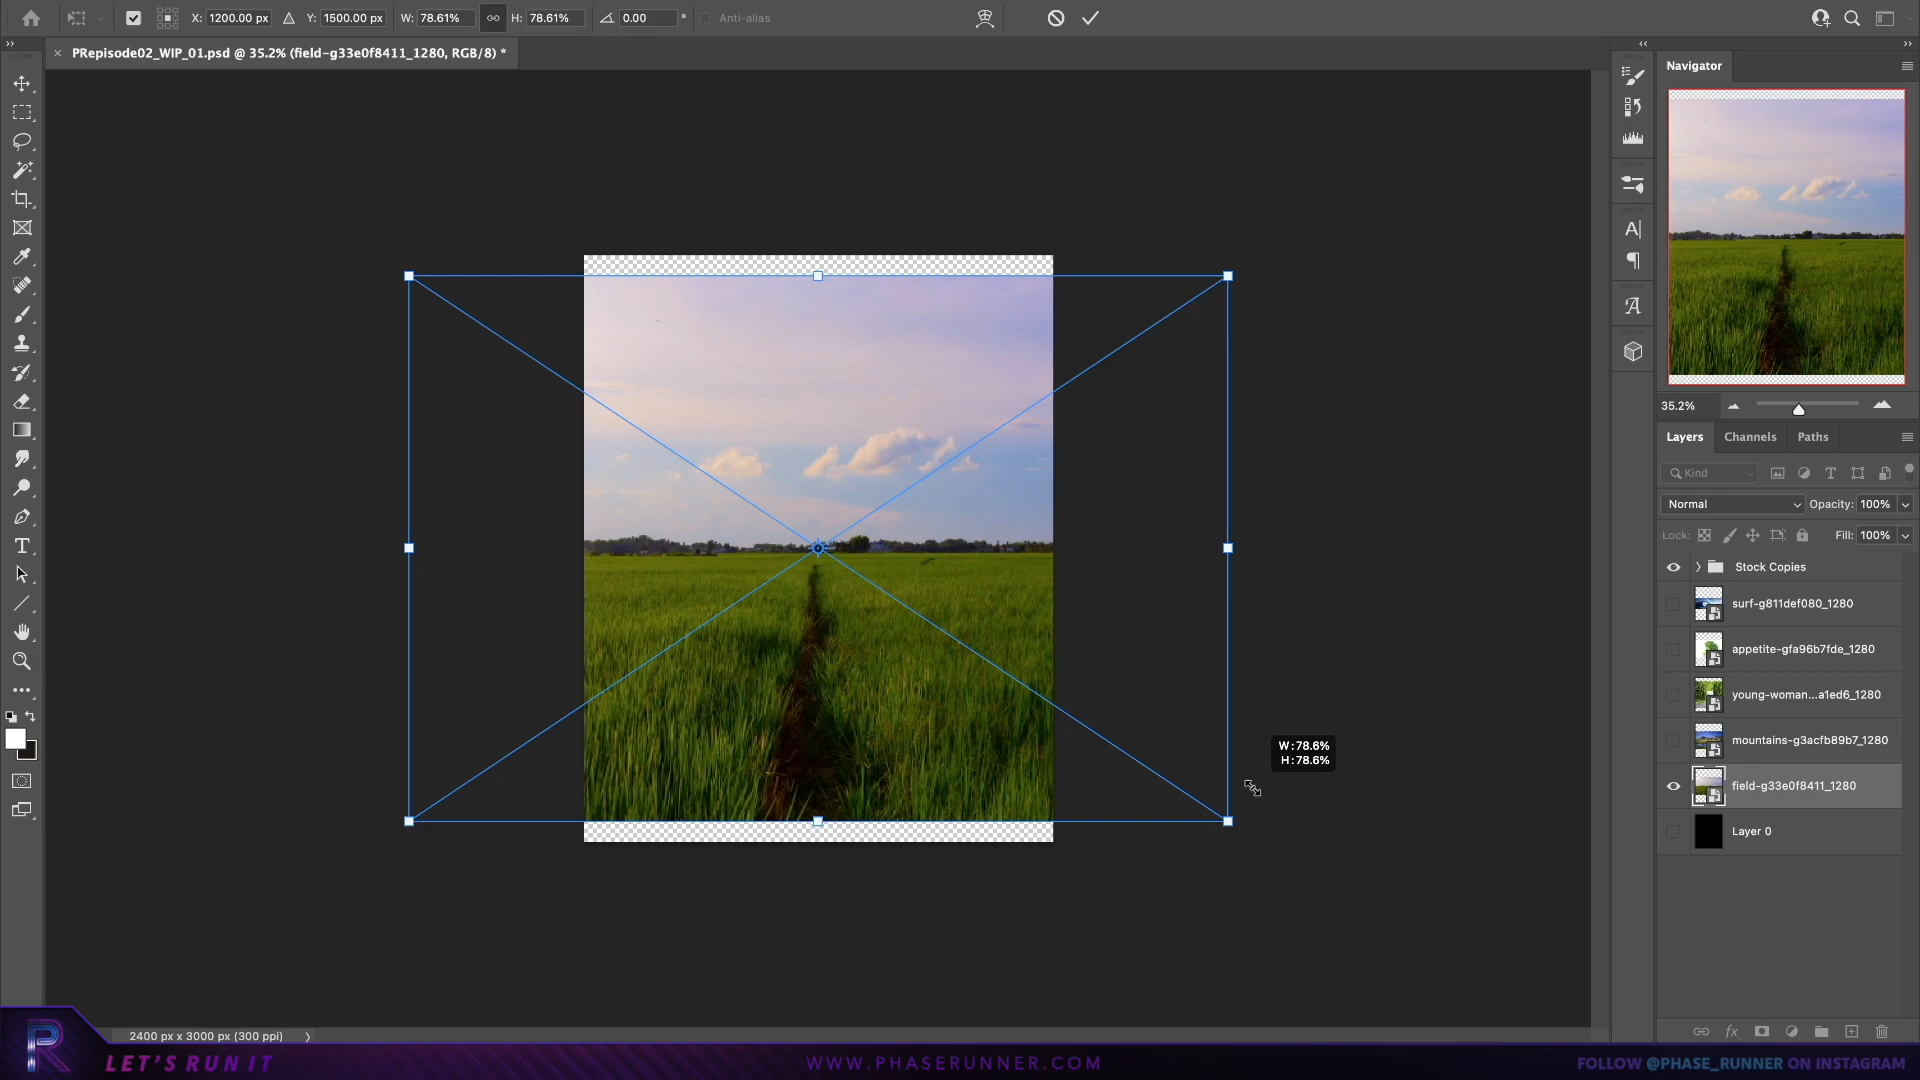 X: 1200.00 px Y: 1500.00 px W: 78.61% H: 78.61% 0.00 ° Anti-alias
PRepisode02_WIP_01.psd @ 35.2% (field-g33e0f8411_1280, RGB/8) *
Navigator
35.2%
Layers Channels Paths
Kind
Normal Opacity: 100%
Lock: Fill: 100%
Stock Copies
surf-g811def080_1280
appetite-gfa96b7fde_1280
young-woman...a1ed6_1280
mountains-g3acfb89b7_1280
field-g33e0f8411_1280
Layer 0
W: 78.6%
H: 78.6%
2400 px x 3000 px (300 ppi)
LET'S RUN IT
WWW.PHASERUNNER.COM
FOLLOW @PHASE_RUNNER ON INSTAGRAM